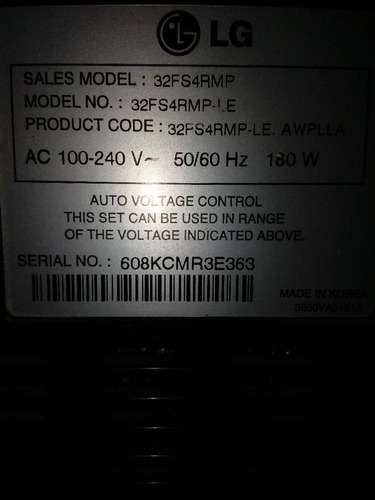 LG
SALES MODEL : 32FS4RMP
MODEL NO. : 32FS4RMP-LE
PRODUCT CODE : 32FS4RMP-LE. AWPLLA
AC 100-240 V~ 50/60 Hz 180 W
AUTO VOLTAGE CONTROL
THIS SET CAN BE USED IN RANGE
OF THE VOLTAGE INDICATED ABOVE.
SERIAL NO. : 608KCMR3E363
MADE IN KOREA